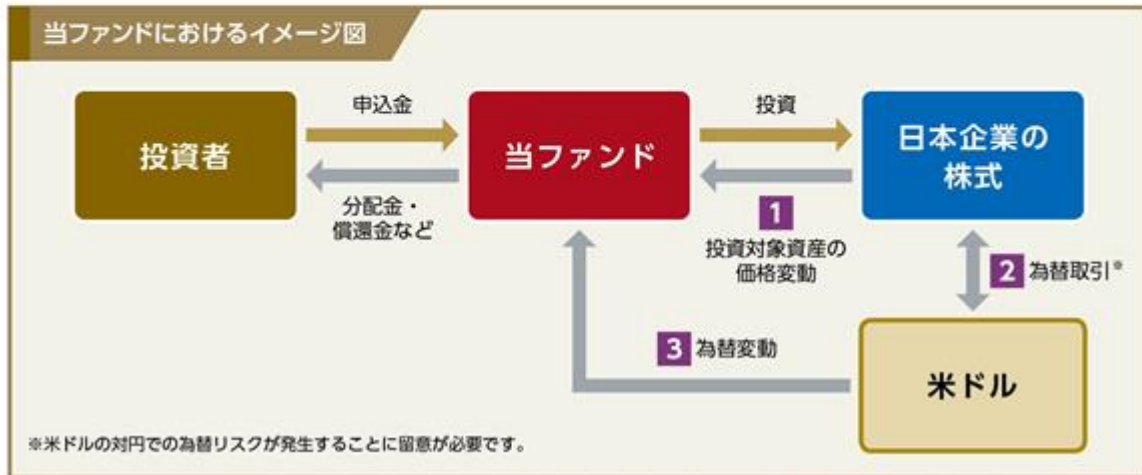 当ファンドにおけるイメージ図
投資者
申込金
分配金・
償還金など
当ファンド
投資
1
投資対象資産の
価格変動
日本企業の
株式
2 為替取引※
3 為替変動
米ドル
※米ドルの対円での為替リスクが発生することに留意が必要です。